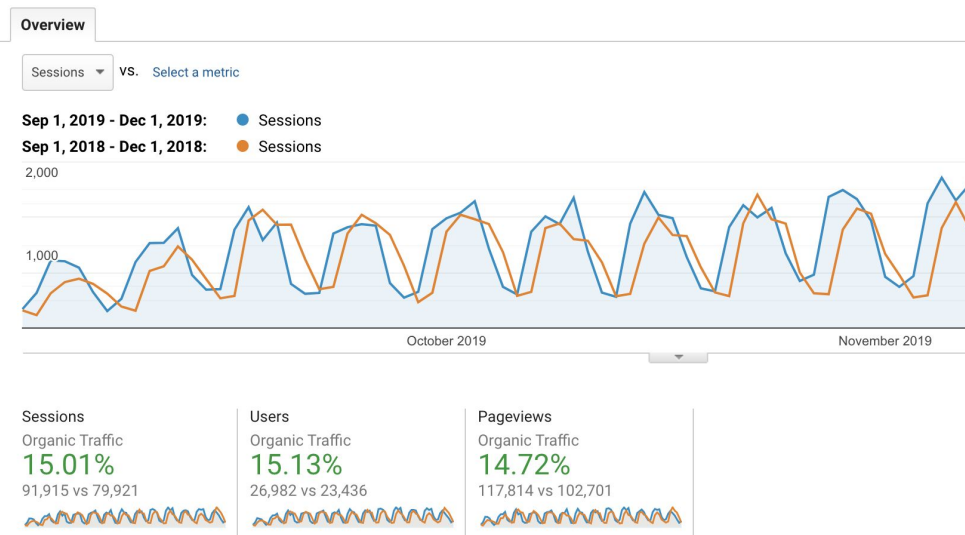 Overview
Sessions vs. Select a metric
Sep 1, 2019 - Dec 1, 2019: Sessions
Sep 1, 2018 - Dec 1, 2018: Sessions
2,000
1,000
October 2019 November 2019
Sessions Users Pageviews
Organic Traffic Organic Traffic Organic Traffic
15.01% 15.13% 14.72%
91,915 vs 79,921 26,982 vs 23,436 117,814 vs 102,701